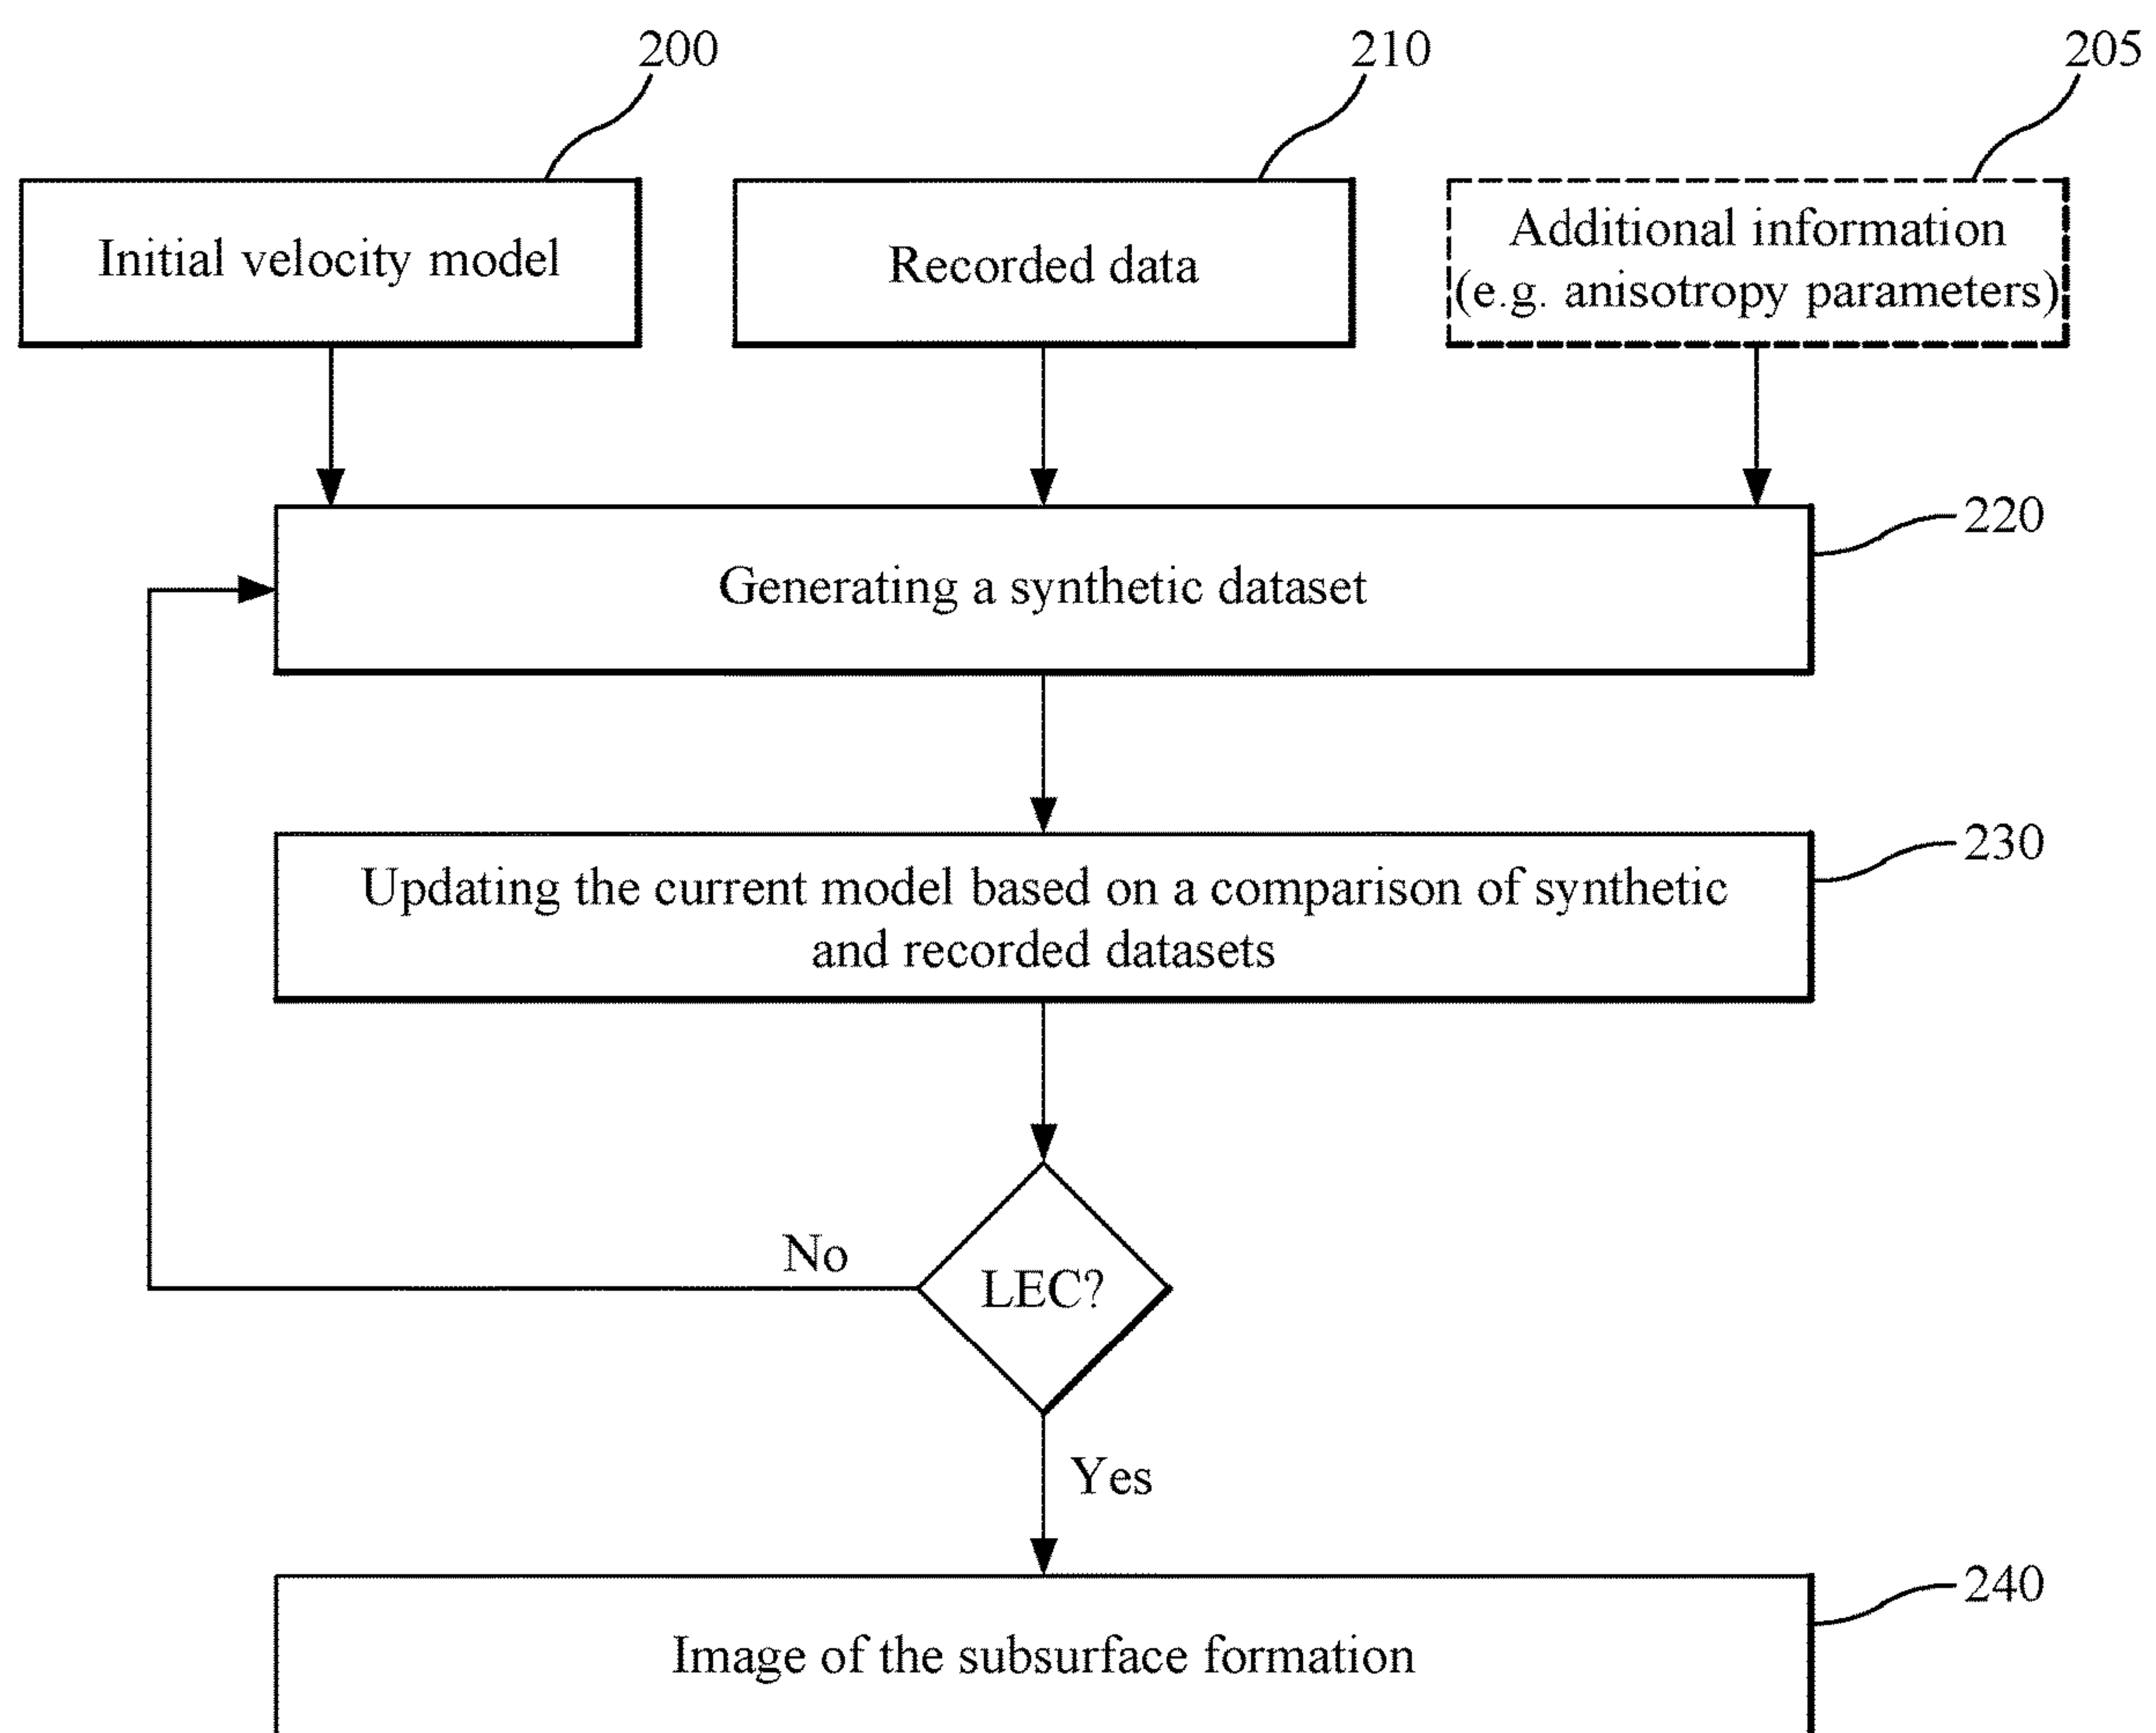 200
210
205
Initial velocity model
Recorded data
Additional information
(e.g. anisotropy parameters)
220
Generating a synthetic dataset
230
Updating the current model based on a comparison of synthetic
and recorded datasets
No
LEC?
Yes
240
Image of the subsurface formation